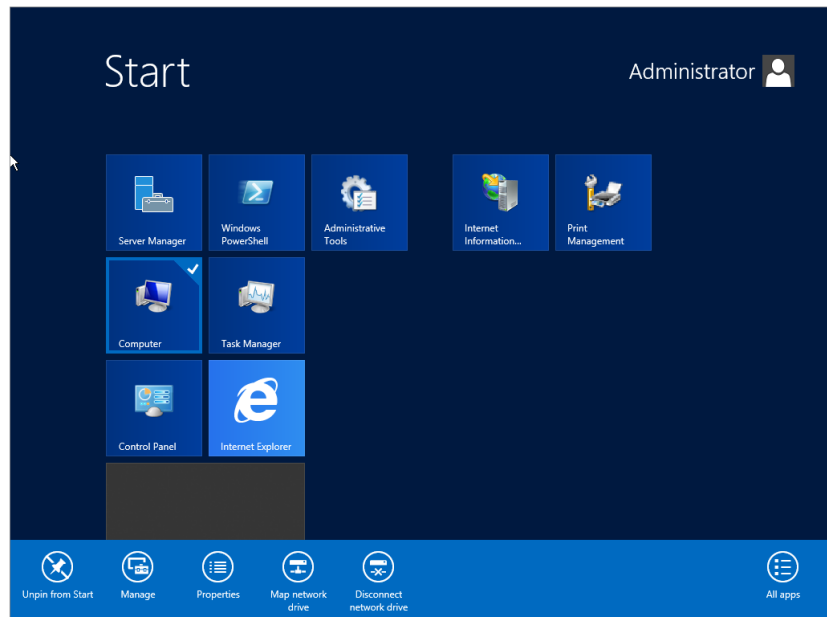 Start
Administrator
Server Manager
Windows
PowerShell
Administrative
Tools
Internet
Information...
Print
Management
Computer
Task Manager
Control Panel
Internet Explorer
Unpin from Start
Manage
Properties
Map network
drive
Disconnect
network drive
All apps